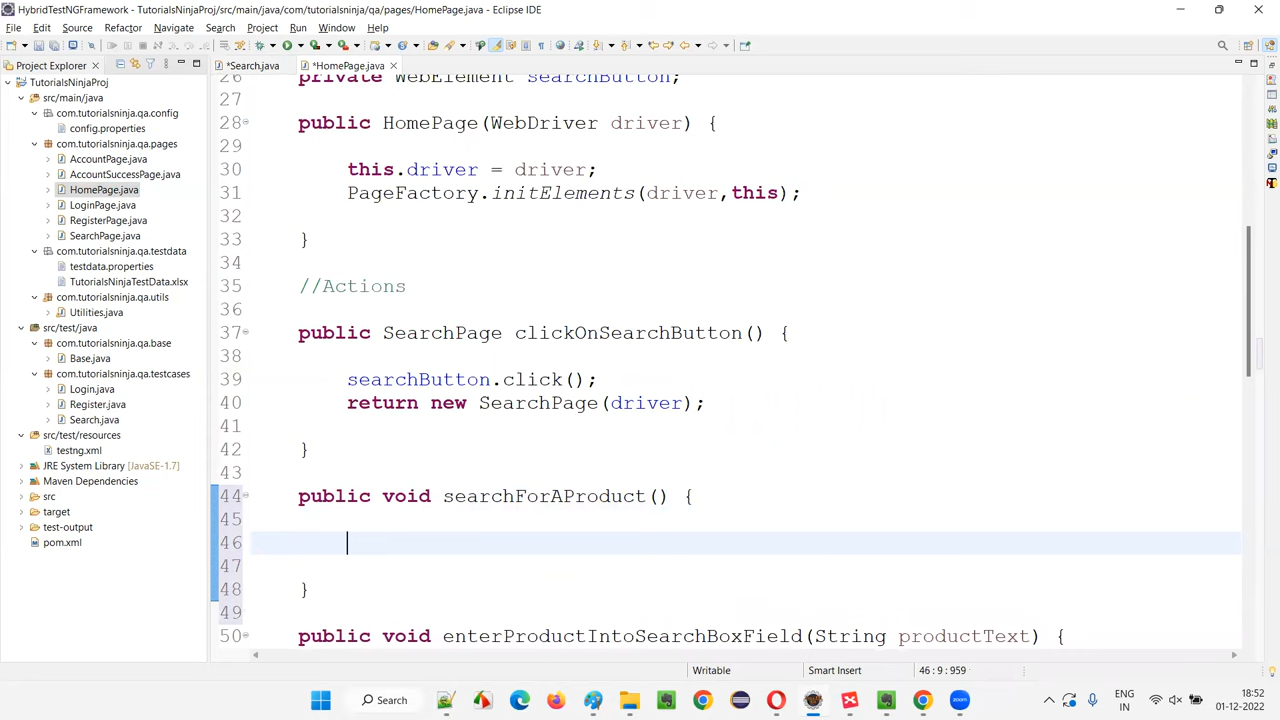 HybridTestNGFramework - TutorialsNinjaProj/src/main/java/com/tutorialsninja/qa/pages/HomePage.java - Eclipse IDE
File Edit Source Refactor Navigate Search Project Run Window Help
Project Explorer
*Search.java
*HomePage.java
TutorialsNinjaProj
src/main/java
com.tutorialsninja.qa.config
config.properties
com.tutorialsninja.qa.pages
AccountPage.java
AccountSuccessPage.java
HomePage.java
LoginPage.java
RegisterPage.java
SearchPage.java
com.tutorialsninja.qa.testdata
testdata.properties
TutorialsNinjaTestData.xlsx
com.tutorialsninja.qa.utils
Utilities.java
src/test/java
com.tutorialsninja.qa.base
Base.java
com.tutorialsninja.qa.testcases
Login.java
Register.java
Search.java
src/test/resources
testng.xml
JRE System Library [JavaSE-1.7]
Maven Dependencies
src
target
test-output
pom.xml
26 private WebElement searchButton;
27
28 public HomePage(WebDriver driver) {
29
30 this.driver = driver;
31 PageFactory.initElements(driver,this);
32
33 }
34
35 //Actions
36
37 public SearchPage clickOnSearchButton() {
38
39 searchButton.click();
40 return new SearchPage(driver);
41
42 }
43
44 public void searchForAProduct() {
45
46
47
48 }
49
50 public void enterProductIntoSearchBoxField(String productText) {
Writable Smart Insert 46 : 9 : 959
Search
ENG
IN
18:52
01-12-2022